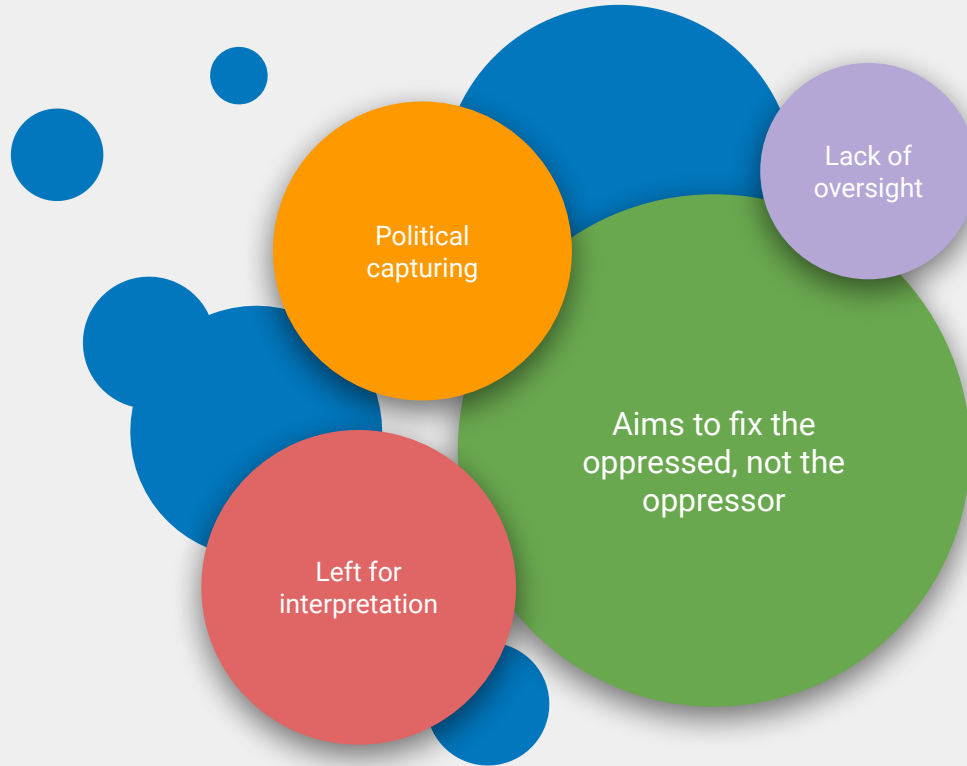 Lack of
oversight
Political
capturing
Aims to fix the
oppressed, not the
oppressor
Left for
interpretation